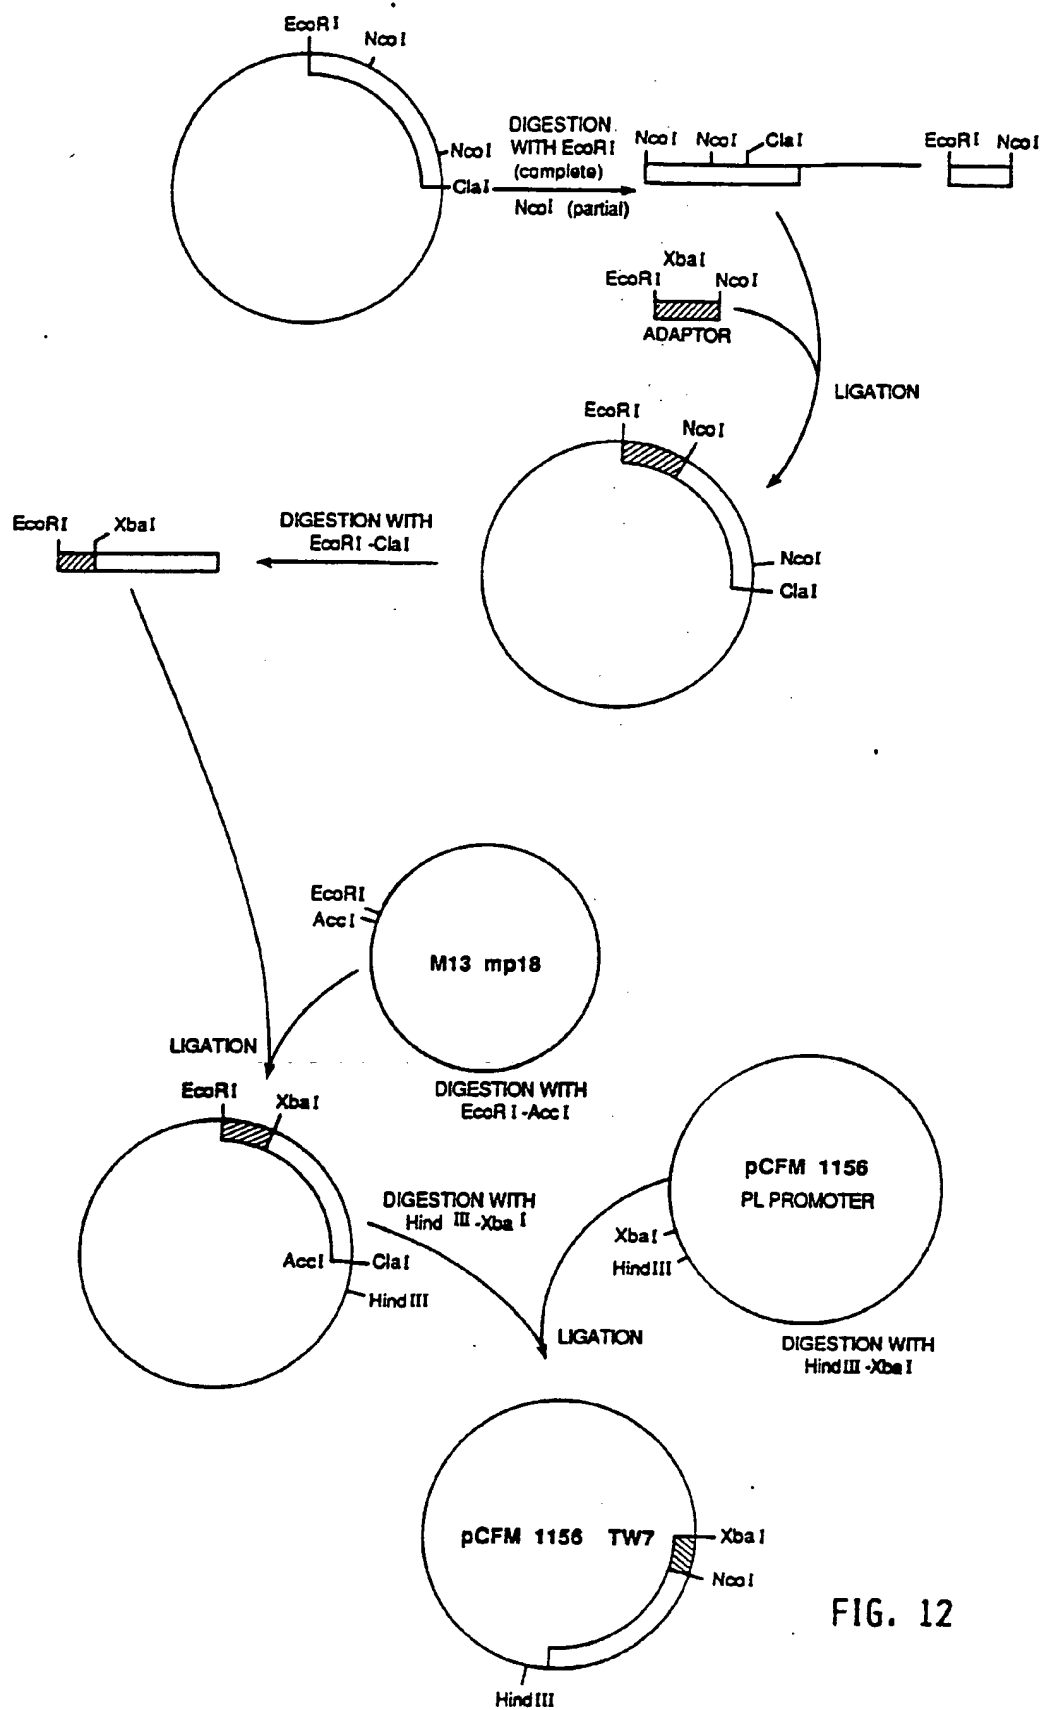 EcoRI
NcoI
NcoI
ClaI
DIGESTION
WITH EcoRI
(complete)
NcoI (partial)
NcoI NcoI ClaI
EcoRI NcoI
XbaI
EcoRI NcoI
ADAPTOR
LIGATION
EcoRI
NcoI
NcoI
ClaI
DIGESTION WITH
EcoRI -ClaI
EcoRI XbaI
EcoRI
AccI
M13 mp18
DIGESTION WITH
EcoRI -AccI
LIGATION
EcoRI
XbaI
AccI
ClaI
HindIII
DIGESTION WITH
Hind III -Xba I
pCFM 1156
PL PROMOTER
XbaI
HindIII
DIGESTION WITH
HindIII -XbaI
LIGATION
pCFM 1156 TW7
XbaI
NcoI
HindIII
FIG. 12